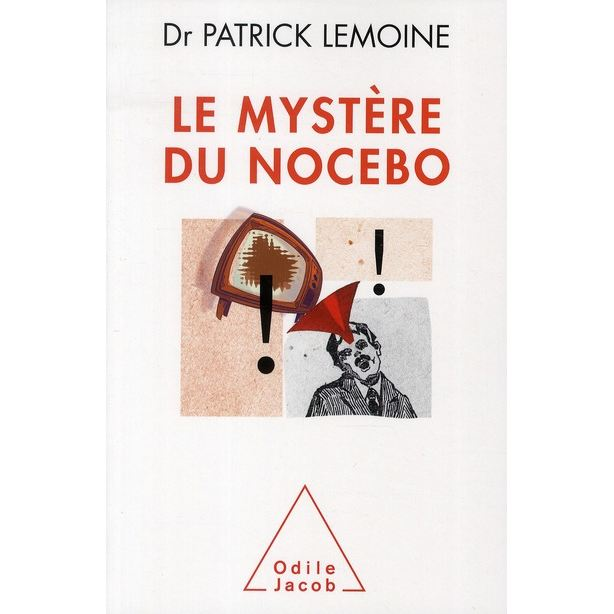 Dr PATRICK LEMOINE
LE MYSTÈRE
DU NOCEBO
!
!
Odile
Jacob